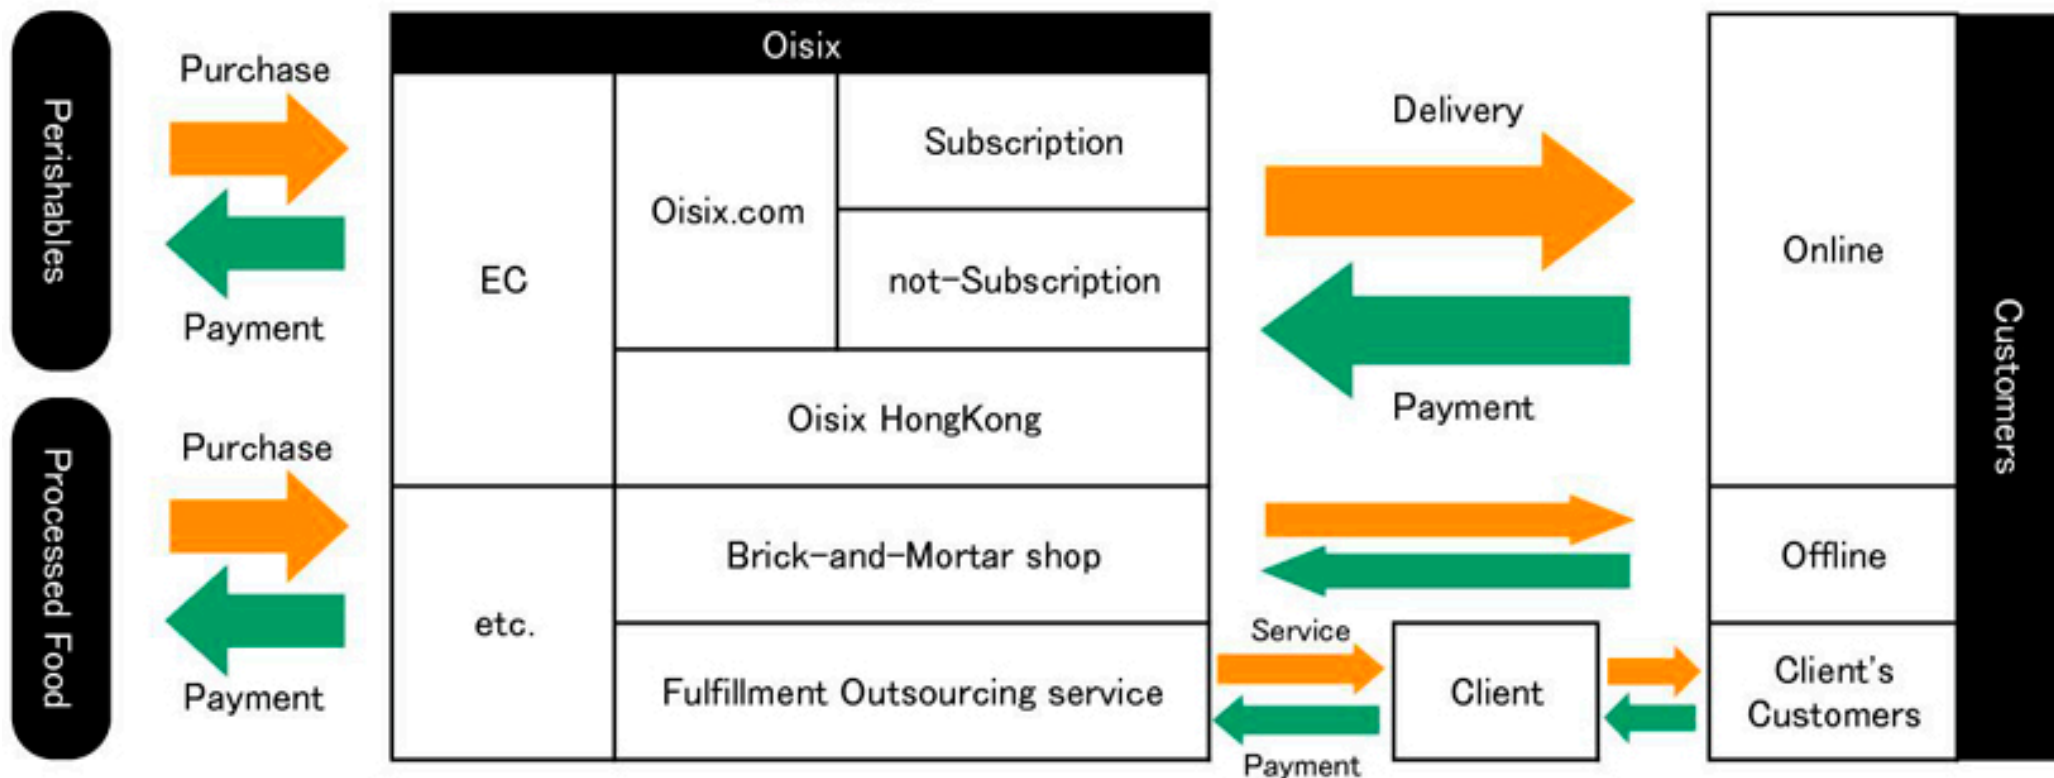 Perishables
Purchase
Payment
Processed Food
Purchase
Payment
Oisix
EC
Oisix.com
Subscription
not-Subscription
Oisix HongKong
etc.
Brick-and-Mortar shop
Fulfillment Outsourcing service
Delivery
Payment
Service
Payment
Client
Online
Offline
Client's
Customers
Customers